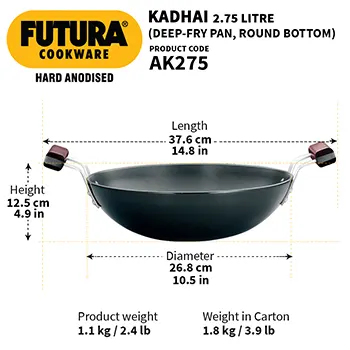 FUTURA®
COOKWARE
HARD ANODISED
KADHAI 2.75 LITRE
(DEEP-FRY PAN, ROUND BOTTOM)
PRODUCT CODE
AK275
Length
37.6 cm
14.8 in
Height
12.5 cm
4.9 in
Diameter
26.8 cm
10.5 in
Product weight
1.1 kg / 2.4 lb
Weight in Carton
1.8 kg / 3.9 lb